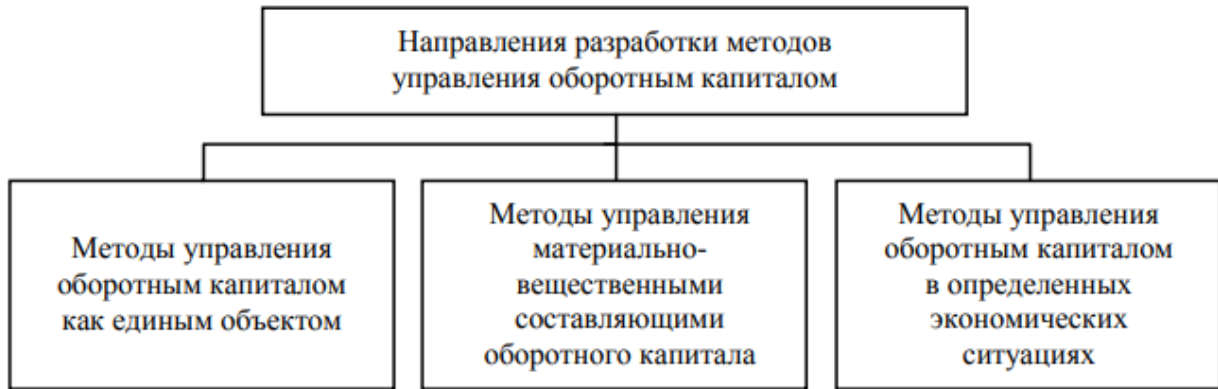 Направления разработки методов
управления оборотным капиталом
Методы управления
оборотным капиталом
как единым объектом
Методы управления
материально-
вещественными
составляющими
оборотного капитала
Методы управления
оборотным капиталом
в определенных
экономических
ситуациях